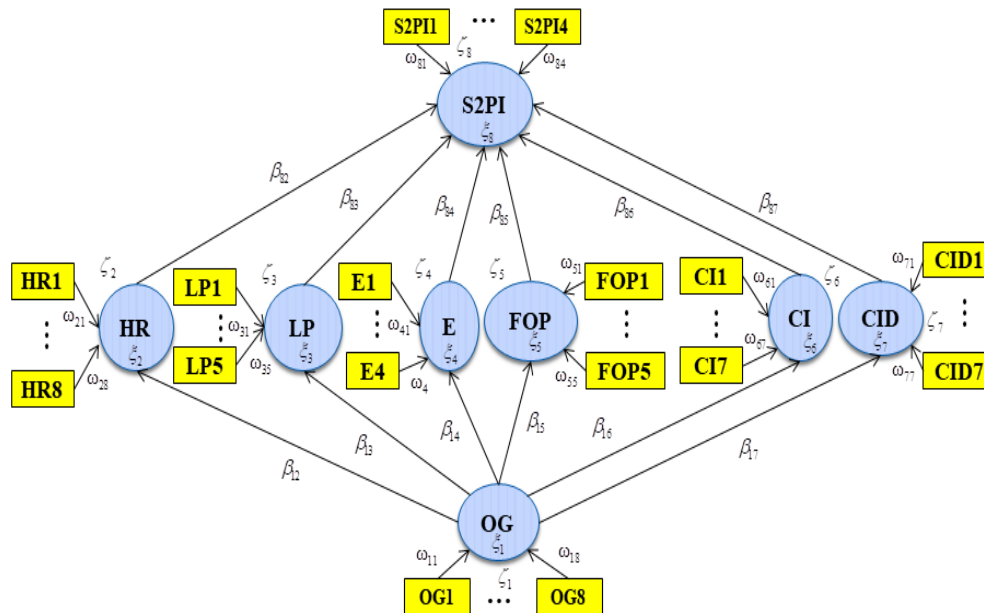 S2PI1 ... S2PI4
ζ8
ω81 ω84
S2PI
ξ8
β82 β83 β84 β85 β86 β87
ζ2 ζ3 ζ4 ζ5 ζ6
HR1 LP1 E1 ω51 FOP1 CI1 ω61 ω71 CID1
ω21 HR ω31 LP ω41 E FOP CI CID ζ7
ξ2 ξ3 ξ4 ξ5 ξ6 ξ7
HR8 ω28 LP5 ω35 E4 ω4 ω55 FOP5 CI7 ω67 ω77 CID7
β12 β13 β14 β15 β16 β17
OG
ξ1
ω11 ω18
ζ1
OG1 ... OG8